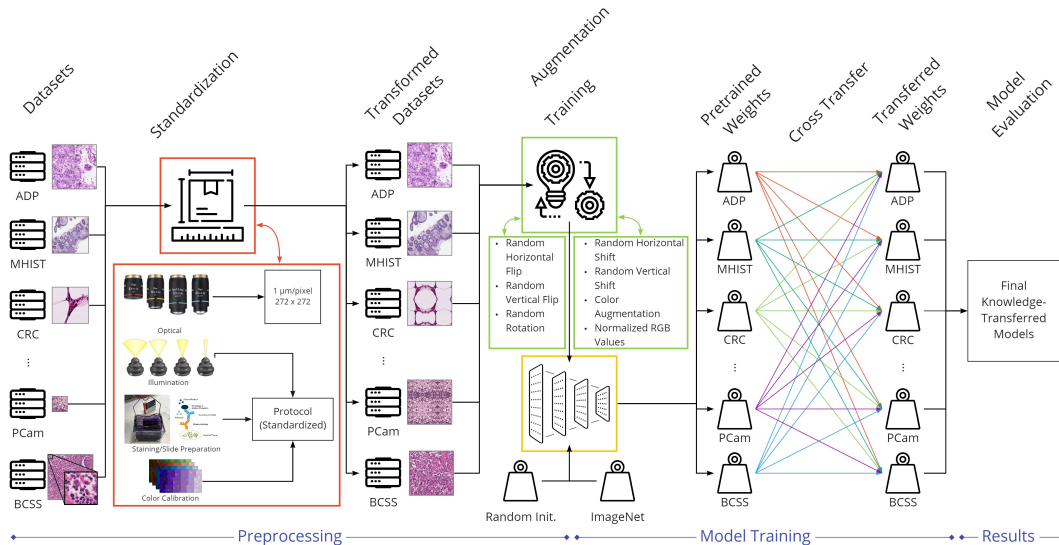 Datasets
Standardization
Transformed
Datasets
Augmentation
Training
Pretrained
Weights
Cross Transfer
Transferred
Weights
Model
Evaluation
ADP
MHIST
CRC
...
PCam
BCSS
1 μm/pixel
272 x 272
Optical
Illumination
Protocol
(Standardized)
Staining/Slide Preparation
Color Calibration
ADP
MHIST
CRC
...
PCam
BCSS
• Random
Horizontal
Flip
• Random
Vertical Flip
• Random
Rotation
• Random Horizontal
Shift
• Random Vertical
Shift
• Color
Augmentation
• Normalized RGB
Values
Random Init.
ImageNet
ADP
MHIST
CRC
...
PCam
BCSS
ADP
MHIST
CRC
...
PCam
BCSS
Final
Knowledge-
Transferred
Models
Preprocessing
Model Training
Results